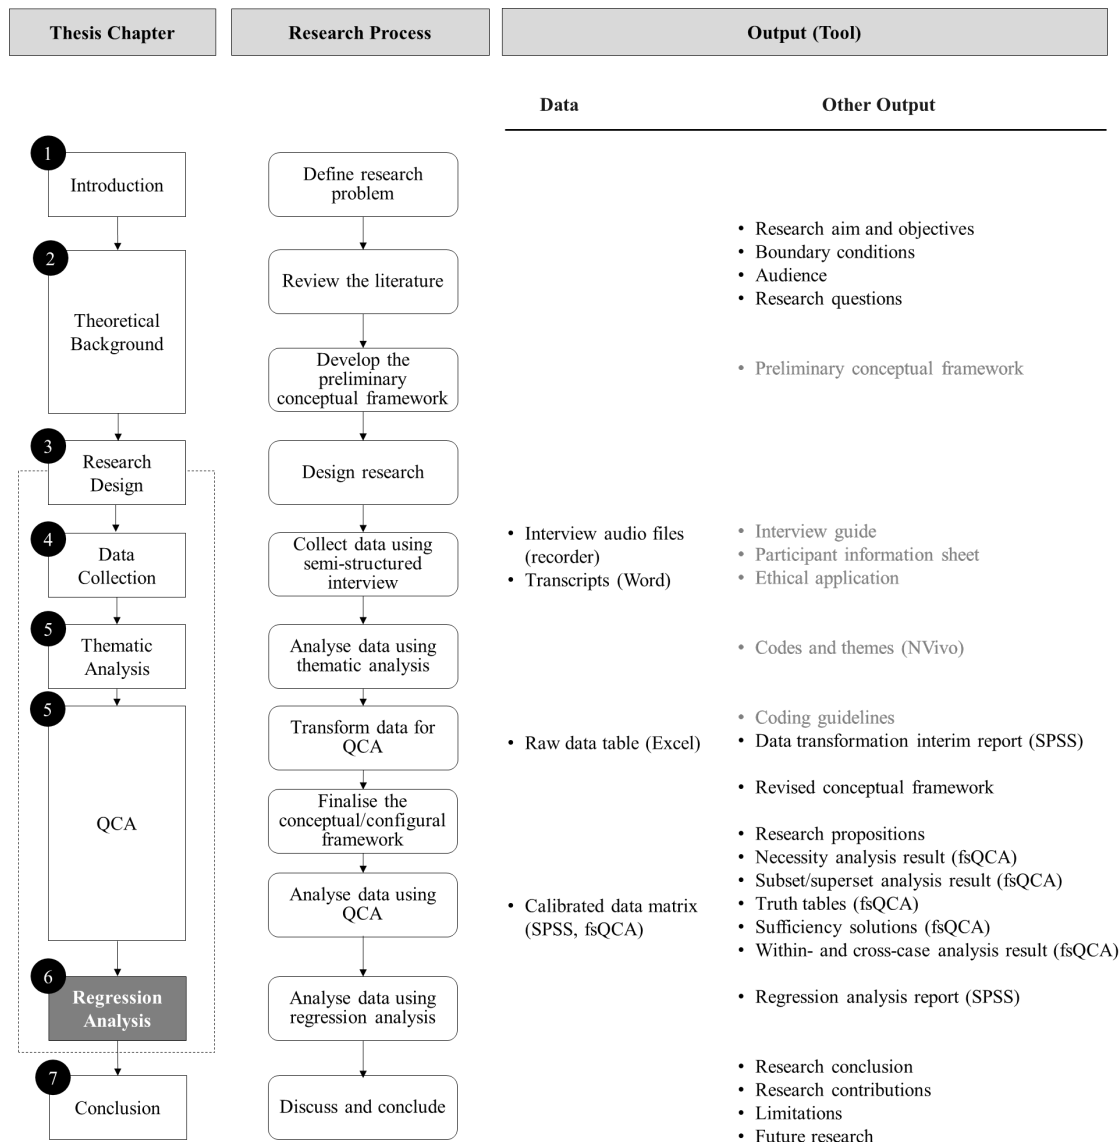 Thesis Chapter
Research Process
Output (Tool)
Data
Other Output
1
Introduction
Define research
problem
• Research aim and objectives
• Boundary conditions
• Audience
• Research questions
2
Theoretical
Background
Review the literature
Develop the
preliminary
conceptual framework
• Preliminary conceptual framework
3
Research
Design
Design research
4
Data
Collection
Collect data using
semi-structured
interview
• Interview audio files
(recorder)
• Transcripts (Word)
• Interview guide
• Participant information sheet
• Ethical application
5
Thematic
Analysis
Analyse data using
thematic analysis
• Codes and themes (NVivo)
5
QCA
Transform data for
QCA
• Raw data table (Excel)
• Coding guidelines
• Data transformation interim report (SPSS)
Finalise the
conceptual/configural
framework
• Revised conceptual framework
• Research propositions
Analyse data using
QCA
• Calibrated data matrix
(SPSS, fsQCA)
• Necessity analysis result (fsQCA)
• Subset/superset analysis result (fsQCA)
• Truth tables (fsQCA)
• Sufficiency solutions (fsQCA)
• Within- and cross-case analysis result (fsQCA)
6
Regression
Analysis
Analyse data using
regression analysis
• Regression analysis report (SPSS)
7
Conclusion
Discuss and conclude
• Research conclusion
• Research contributions
• Limitations
• Future research